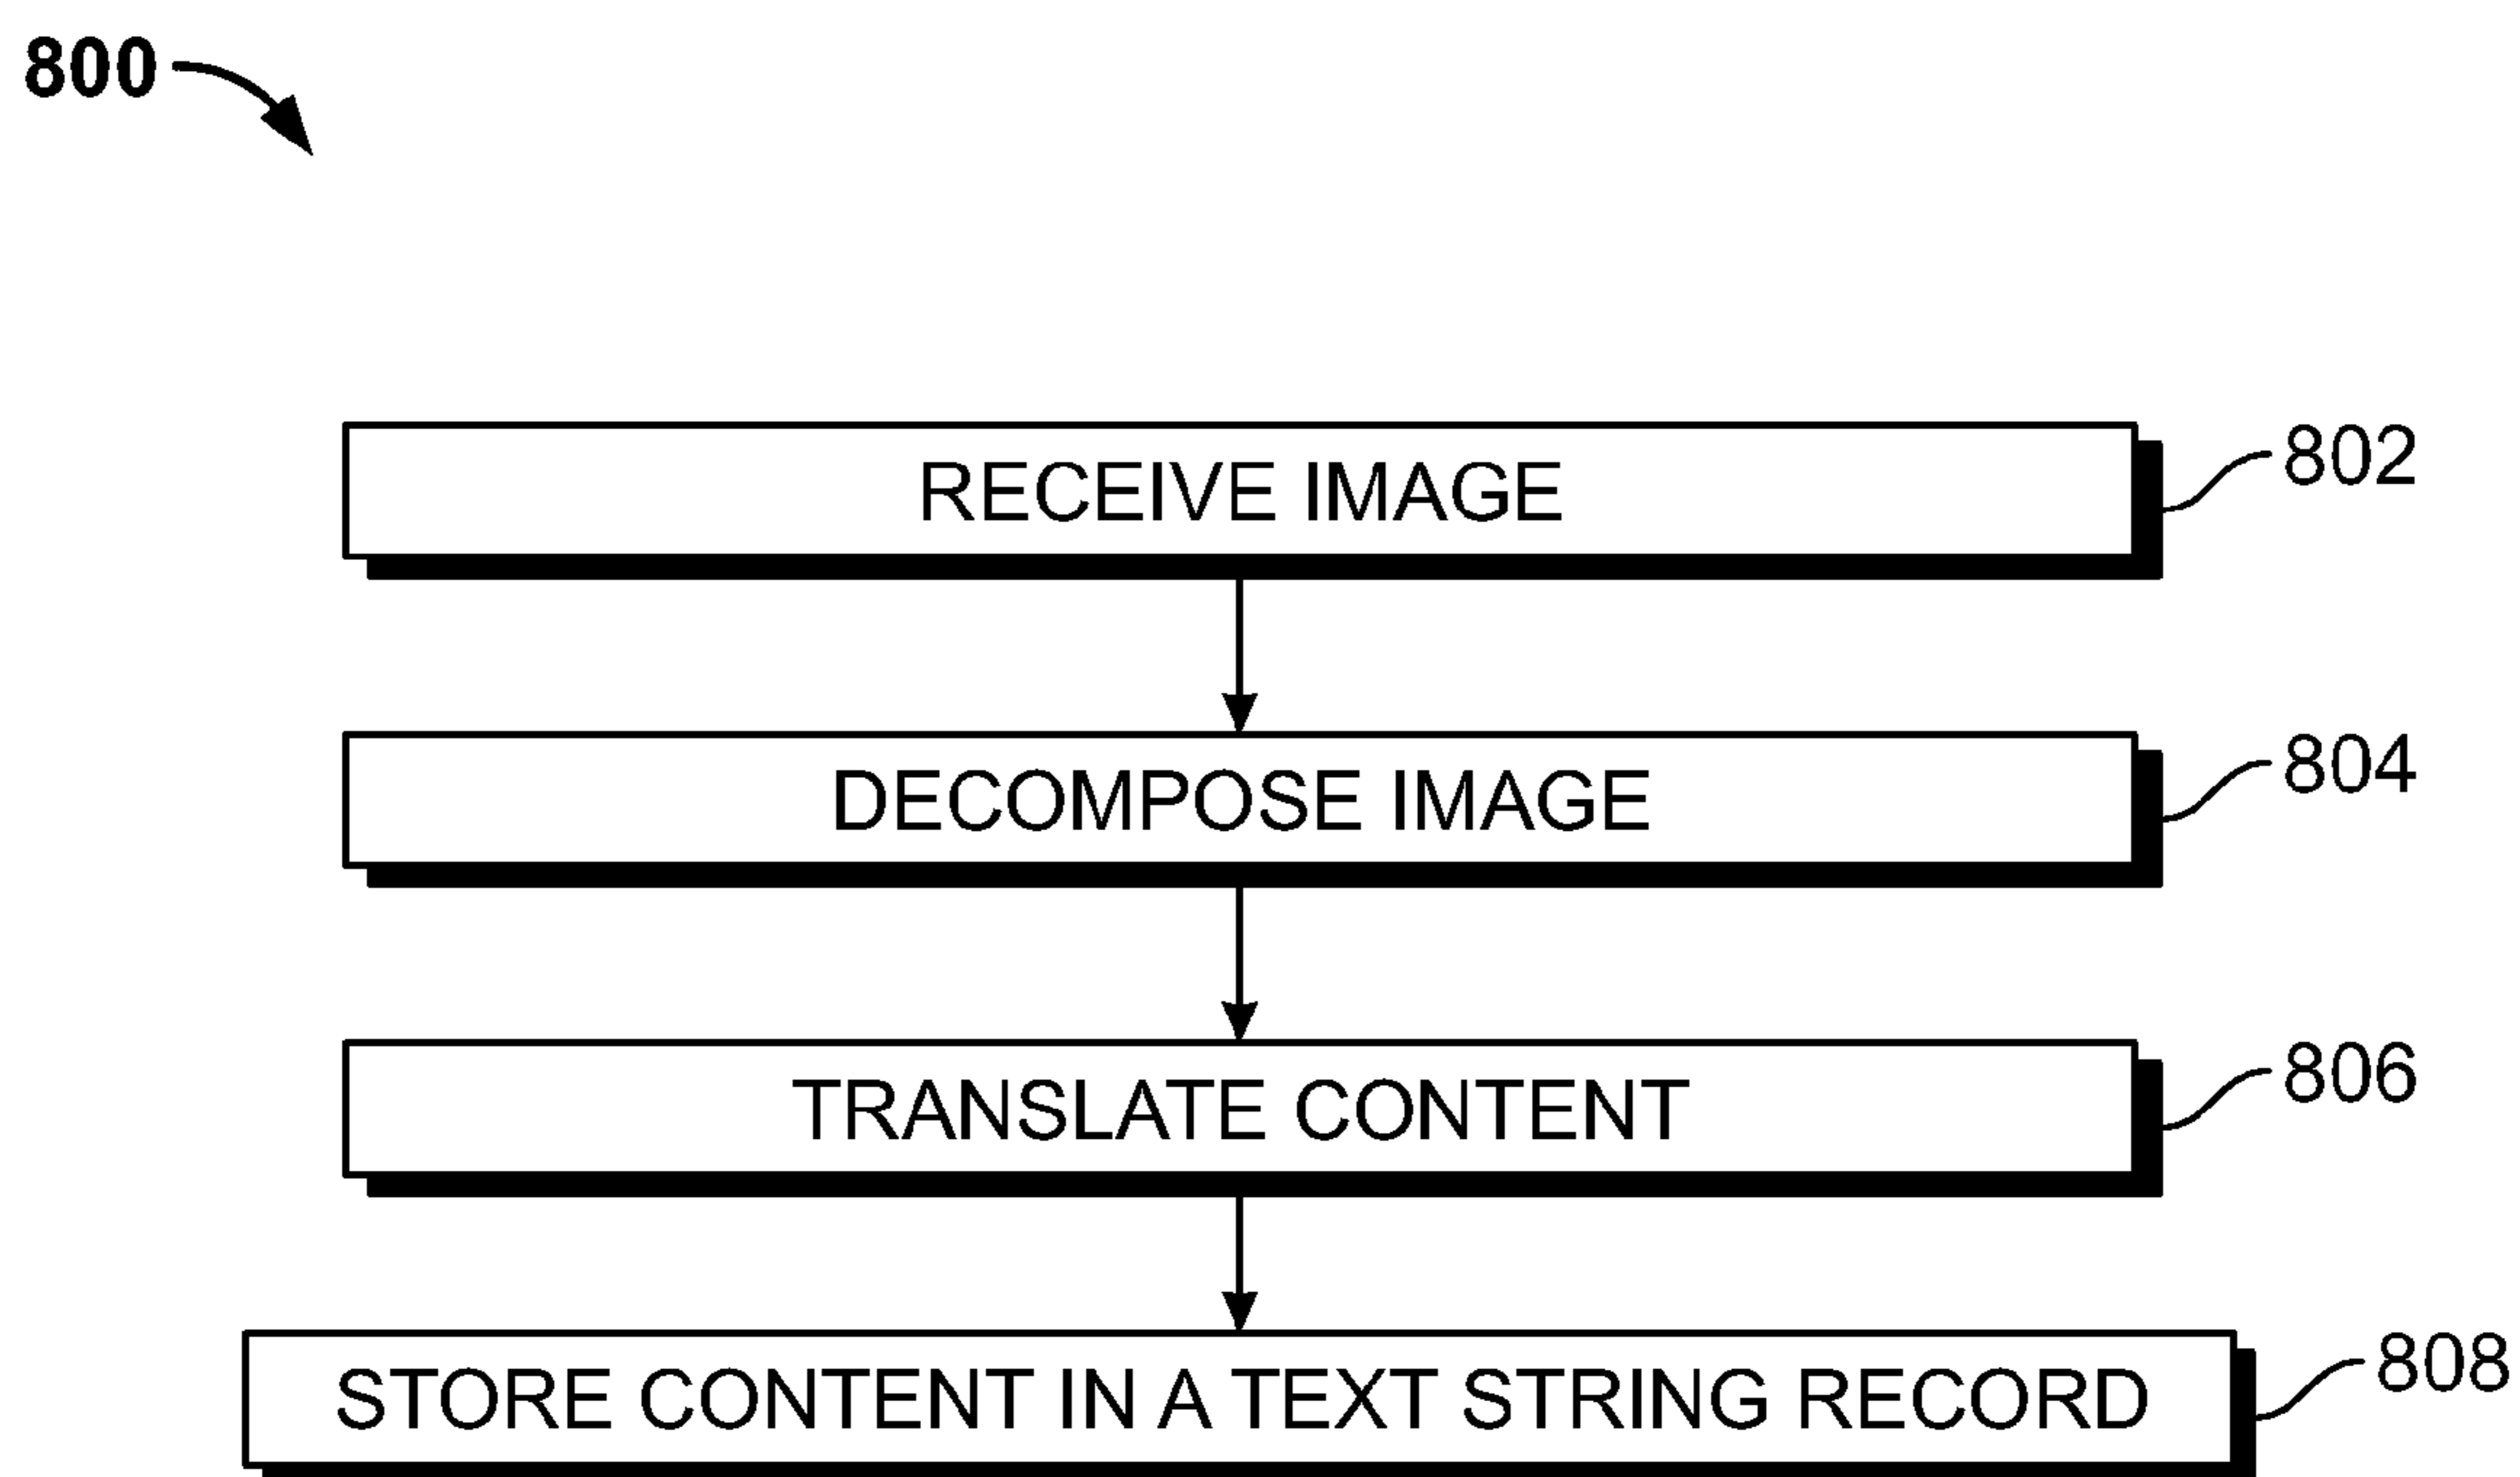 800
RECEIVE IMAGE 802
DECOMPOSE IMAGE 804
TRANSLATE CONTENT 806
STORE CONTENT IN A TEXT STRING RECORD 808